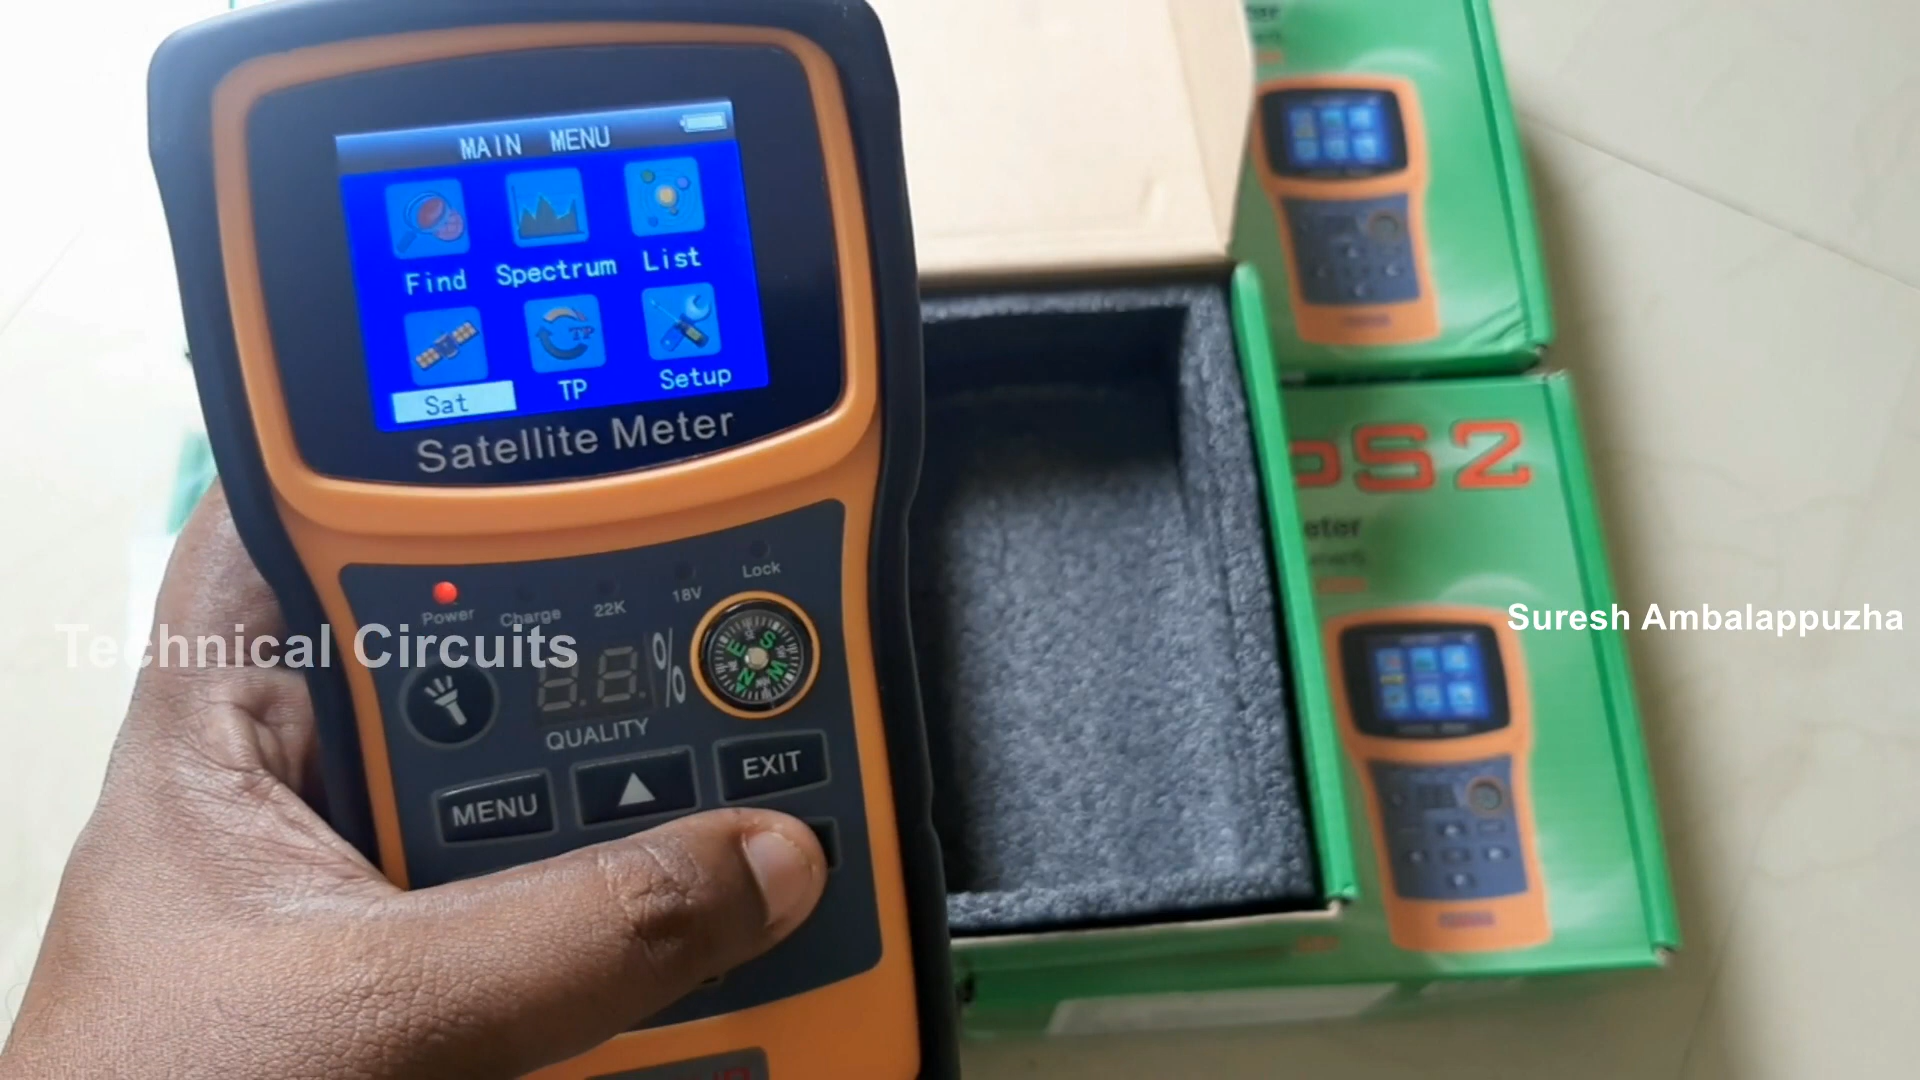 MAIN MENU
Find
Spectrum
List
Sat
TP
Setup
Satellite Meter
Power
Charge
22K
18V
Lock
Technical Circuits
%
QUALITY
MENU
EXIT
S2
Suresh Ambalappuzha